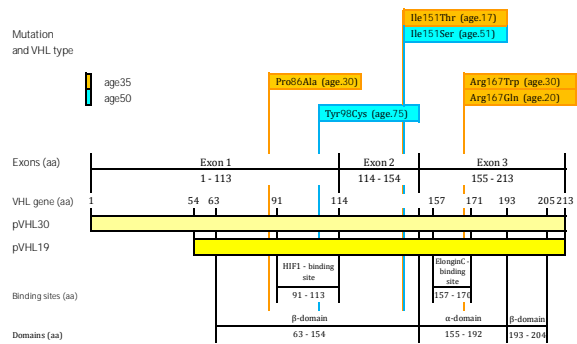 Mutation
and VHL type
Ile151Thr (age.17)
Ile151Ser (age.51)
age35
age50
Pro86Ala (age.30)
Arg167Trp (age.30)
Arg167Gln (age.20)
Tyr98Cys (age.75)
Exons (aa)
Exon 1
Exon 2
Exon 3
1 - 113
114 - 154
155 - 213
VHL gene (aa)
1
54
63
91
114
157
171
193
205
213
pVHL30
pVHL19
HIF1 - binding
site
ElonginC -
binding
site
Binding sites (aa)
91 - 113
157 - 170
β-domain
α-domain
β-domain
Domains (aa)
63 - 154
155 - 192
193 - 204